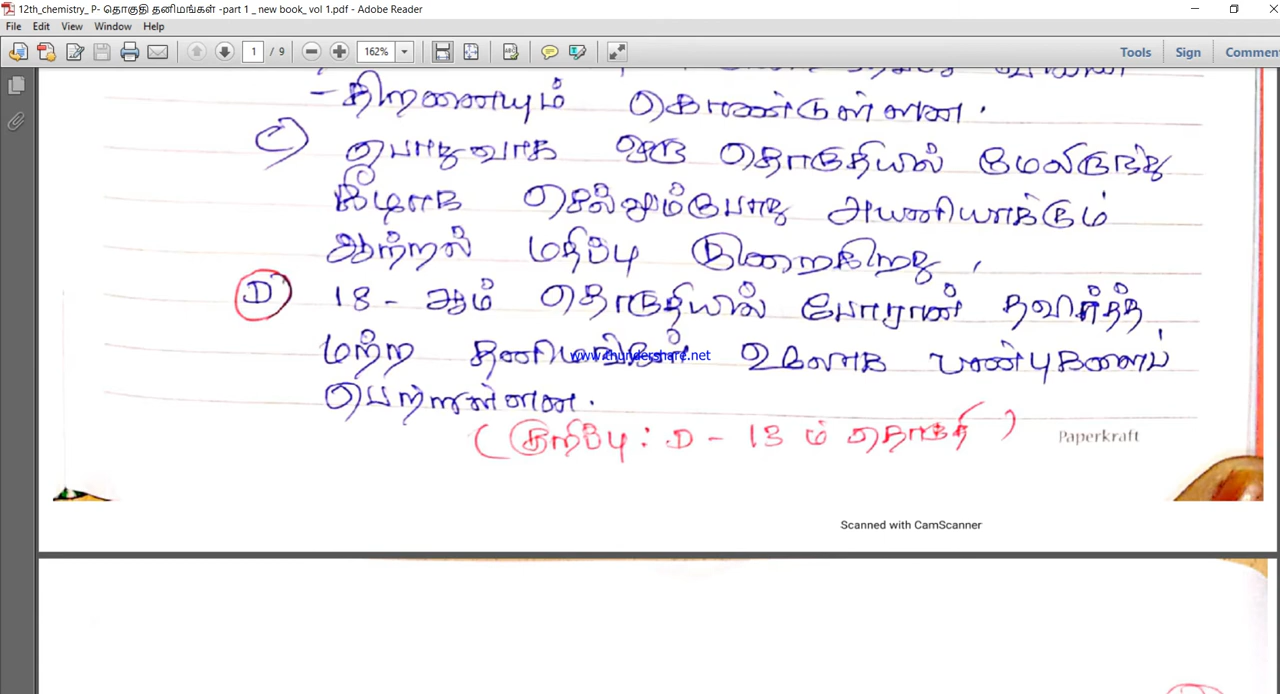 12th_chemistry_ P- தொகுதி தனிமங்கள் -part 1 _ new book_ vol 1.pdf - Adobe Reader
File Edit View Window Help
1 / 9 162% Tools Sign Comment
- திறனையும் கொண்டுள்ளன.
C) பொதுவாக ஒரு தொகுதியில் மேலிருந்து
கீழாக செல்லும்போது அயனியாக்கும்
ஆற்றல் மதிப்பு குறைகிறது,
D) 18 - ஆம் தொகுதியில் போரான் தவிர்த்த
மற்ற தனிமங்கள் உலோக பண்புகளைப்
www.thundershare.net
பெற்றுள்ளன.
(குறிப்பு : D - 13 ம் தொகுதி)
Paperkraft
Scanned with CamScanner